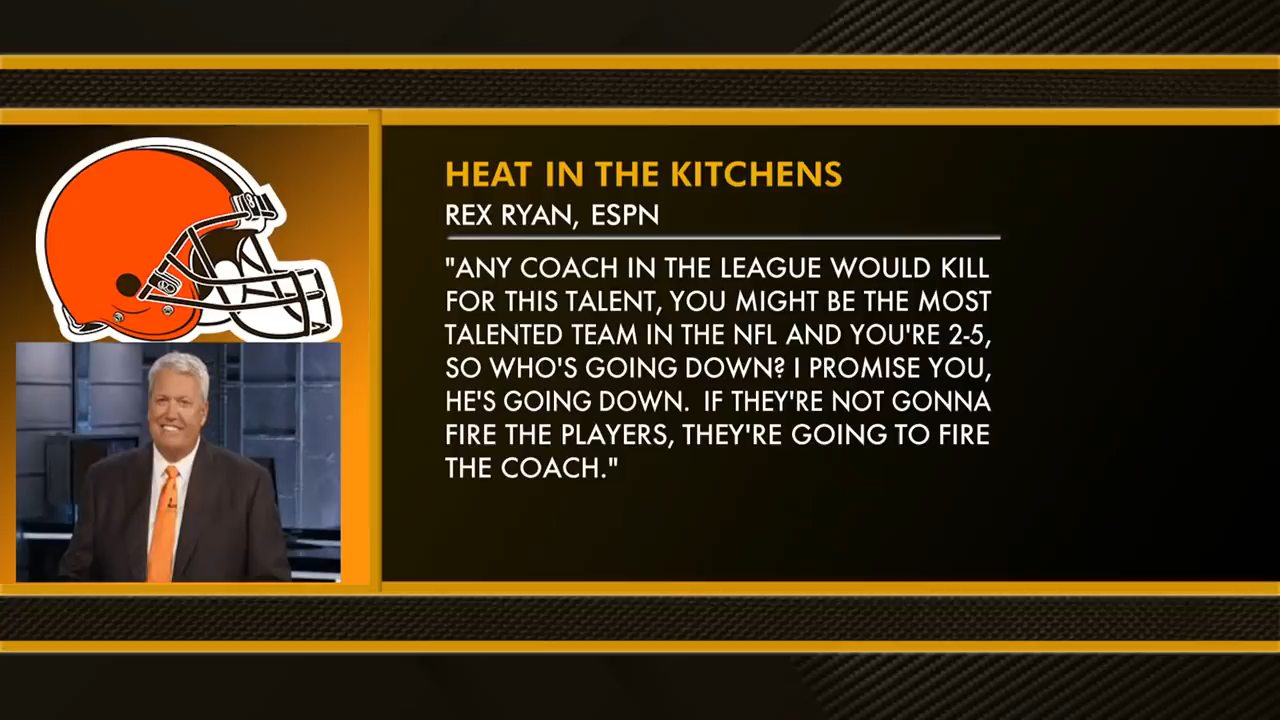 HEAT IN THE KITCHENS
REX RYAN, ESPN
"ANY COACH IN THE LEAGUE WOULD KILL
FOR THIS TALENT, YOU MIGHT BE THE MOST
TALENTED TEAM IN THE NFL AND YOU'RE 2-5,
SO WHO'S GOING DOWN? I PROMISE YOU,
HE'S GOING DOWN. IF THEY'RE NOT GONNA
FIRE THE PLAYERS, THEY'RE GOING TO FIRE
THE COACH."